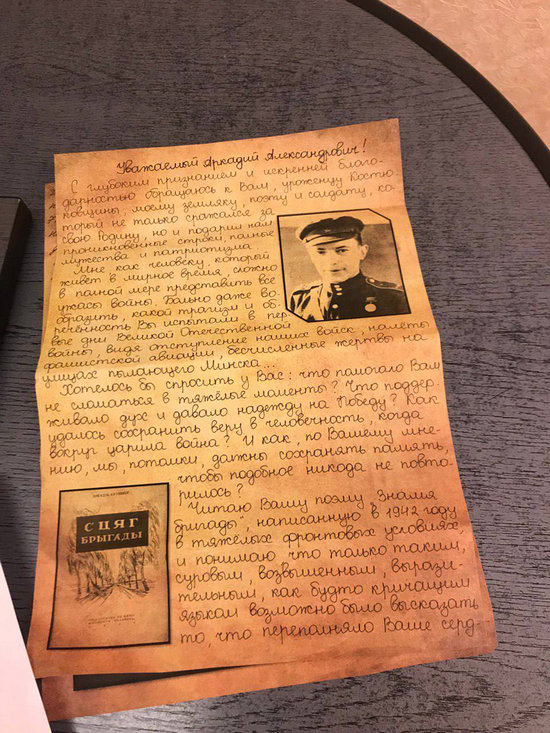 Уважаемый Аркадий Александрович!
С глубоким признанием и искренней благо-
дарностью обращаюсь к Вам, уроженцу Костю
ковщины, моему земляку, поэту и солдату, ко-
торый не только сражался за
свою Родину, но и подарил нам
проникновенные строки, полные
мужества и патриотизма
Мне как человеку, который
живёт в мирное время, сложно
в полной мере представить все
ужасы войны. Больно даже во-
образить, какой трагизм и об
речённость Вы испытали в пер
вые дни Великой Отечественной
войны, видя отступление наших войск, налёты
фашистской авиации, бесчисленные жертвы на
улицах пылающего Минска...
Хотелось бы спросить у Вас: что помогало Вам
не сломаться в тяжёлые моменты? Что поддер-
живало дух и давало надежду на Победу? Как
удалось сохранить веру в человечность, когда
вокруг царила война? И как, по Вашему мне-
нию, мы, потомки, должны сохранять память,
чтобы подобное никогда не повто-
рилось?
Читаю Вашу поэму "Знамя
бригады", написанную в 1942 году
в тяжёлых фронтовых условиях,
и понимаю что только таким,
суровым, возвышенным, вырази-
тельным, как будто кричащим
языком возможно было высказать
то, что переполняло Ваше серд-
СЦЯГ
БРЫГАДЫ